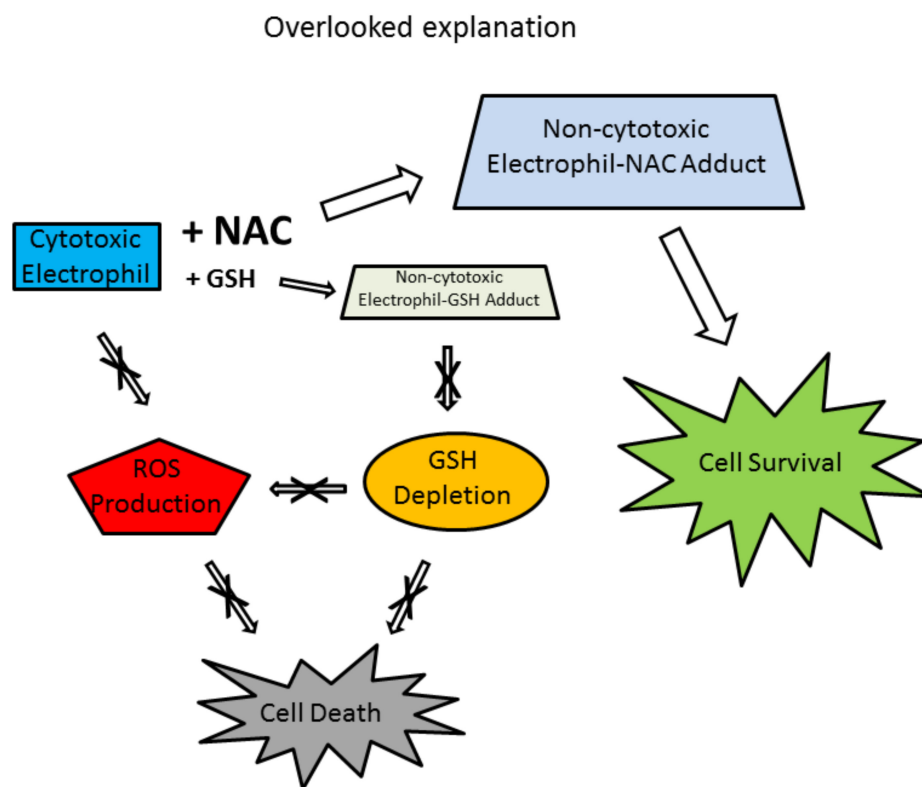 Overlooked explanation
Non-cytotoxic
Electrophil-NAC Adduct
Cytotoxic
Electrophil
+ NAC
+ GSH
Non-cytotoxic
Electrophil-GSH Adduct
ROS
Production
GSH
Depletion
Cell Survival
Cell Death